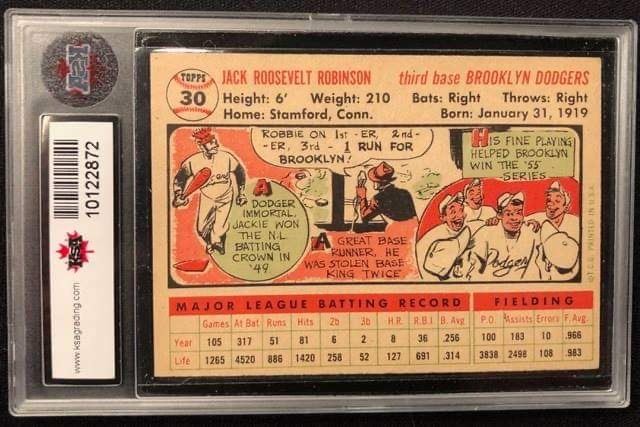 KSA
10122872
KSA
www.ksagrading.com
TOPPS
30
JACK ROOSEVELT ROBINSON third base BROOKLYN DODGERS
Height: 6' Weight: 210 Bats: Right Throws: Right
Home: Stamford, Conn. Born: January 31, 1919
ROBBIE ON 1st -ER, 2nd-
-ER, 3rd - 1 RUN FOR
BROOKLYN!
A
DODGER
IMMORTAL,
JACKIE WON
THE N.L.
BATTING
CROWN IN
'49
A GREAT BASE
RUNNER, HE
WAS STOLEN BASE
KING TWICE
HIS FINE PLAYING
HELPED BROOKLYN
WIN THE '55
SERIES
Dodgers
©T.C.G. PRINTED IN U.S.A.
MAJOR LEAGUE BATTING RECORD FIELDING
Games At Bat Runs Hits 2b 3b H.R. R.B.I. B. Avg. P.O. Assists Errors F. Avg.
Year 105 317 51 81 6 2 8 36 .256 100 183 10 .966
Life 1265 4520 886 1420 258 52 127 691 .314 3838 2498 108 .983